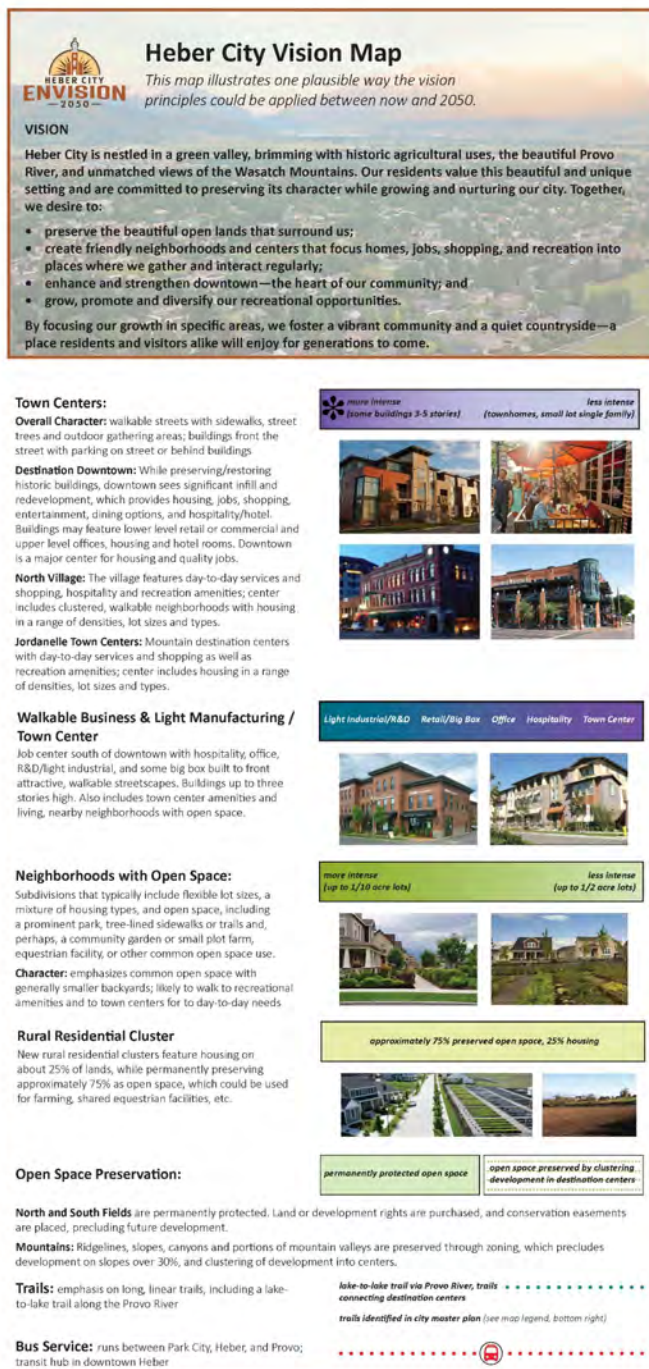 HEBER CITY
ENVISION
2050
Heber City Vision Map
This map illustrates one plausible way the vision
principles could be applied between now and 2050.
VISION
Heber City is nestled in a green valley, brimming with historic agricultural uses, the beautiful Provo
River, and unmatched views of the Wasatch Mountains. Our residents value this beautiful and unique
setting and are committed to preserving its character while growing and nurturing our city. Together,
we desire to:
• preserve the beautiful open lands that surround us;
• create friendly neighborhoods and centers that focus homes, jobs, shopping, and recreation into
places where we gather and interact regularly;
• enhance and strengthen downtown—the heart of our community; and
• grow, promote and diversify our recreational opportunities.
By focusing our growth in specific areas, we foster a vibrant community and a quiet countryside—a
place residents and visitors alike will enjoy for generations to come.
Town Centers:
Overall Character: walkable streets with sidewalks, street
trees and outdoor gathering areas; buildings front the
street with parking on street or behind buildings
Destination Downtown: While preserving/restoring
historic buildings, downtown sees significant infill and
redevelopment, which provides housing, jobs, shopping,
entertainment, dining options, and hospitality/hotel.
Buildings may feature lower level retail or commercial and
upper level offices, housing and hotel rooms. Downtown
is a major center for housing and quality jobs.
North Village: The village features day-to-day services and
shopping, hospitality and recreation amenities; center
includes clustered, walkable neighborhoods with housing
in a range of densities, lot sizes and types.
Jordanelle Town Centers: Mountain destination centers
with day-to-day services and shopping as well as
recreation amenities; center includes housing in a range
of densities, lot sizes and types.
more intense
(some buildings 3-5 stories)
less intense
(townhomes, small lot single family)
Walkable Business & Light Manufacturing /
Town Center
Job center south of downtown with hospitality, office,
R&D/light industrial, and some big box built to front
attractive, walkable streetscapes. Buildings up to three
stories high. Also includes town center amenities and
living, nearby neighborhoods with open space.
Light Industrial/R&D Retail/Big Box Office Hospitality Town Center
Neighborhoods with Open Space:
Subdivisions that typically include flexible lot sizes, a
mixture of housing types, and open space, including
a prominent park, tree-lined sidewalks or trails and,
perhaps, a community garden or small plot farm,
equestrian facility, or other common open space use.
Character: emphasizes common open space with
generally smaller backyards; likely to walk to recreational
amenities and to town centers for to day-to-day needs
more intense
(up to 1/10 acre lots)
less intense
(up to 1/2 acre lots)
Rural Residential Cluster
New rural residential clusters feature housing on
about 25% of lands, while permanently preserving
approximately 75% as open space, which could be used
for farming, shared equestrian facilities, etc.
approximately 75% preserved open space, 25% housing
Open Space Preservation:
permanently protected open space
open space preserved by clustering
development in destination centers
North and South Fields are permanently protected. Land or development rights are purchased, and conservation easements
are placed, precluding future development.
Mountains: Ridgelines, slopes, canyons and portions of mountain valleys are preserved through zoning, which precludes
development on slopes over 30%, and clustering of development into centers.
Trails: emphasis on long, linear trails, including a lake-
to-lake trail along the Provo River
lake-to-lake trail via Provo River, trails
connecting destination centers
trails identified in city master plan (see map legend, bottom right)
Bus Service: runs between Park City, Heber, and Provo;
transit hub in downtown Heber